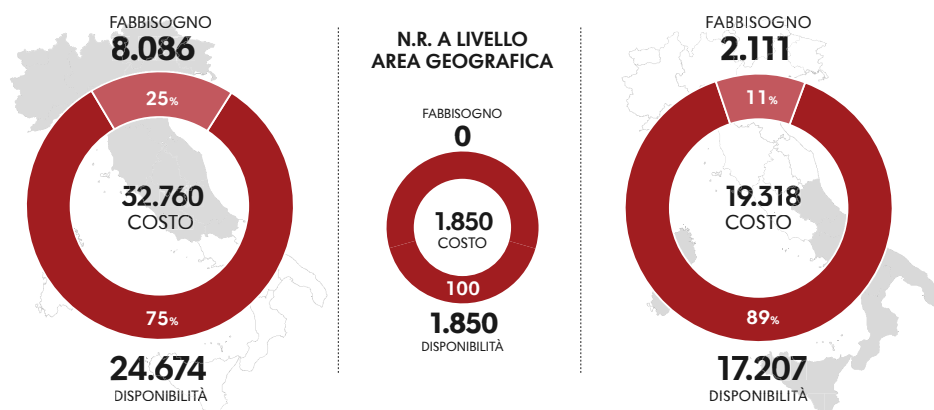 FABBISOGNO
8.086
25%
32.760
COSTO
75%
24.674
DISPONIBILITÀ
N.R. A LIVELLO
AREA GEOGRAFICA
FABBISOGNO
0
1.850
COSTO
100
1.850
DISPONIBILITÀ
FABBISOGNO
2.111
11%
19.318
COSTO
89%
17.207
DISPONIBILITÀ